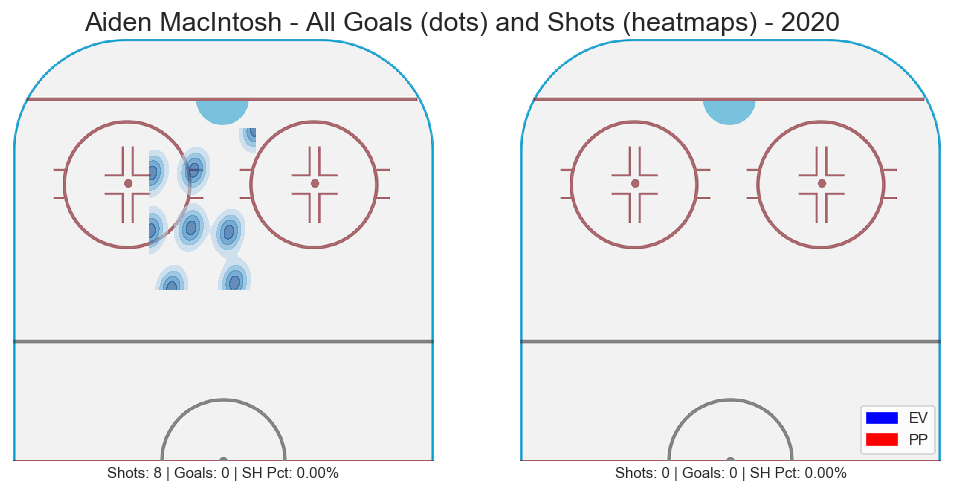 Aiden MacIntosh - All Goals (dots) and Shots (heatmaps) - 2020
EV
PP
Shots: 8 | Goals: 0 | SH Pct: 0.00%
Shots: 0 | Goals: 0 | SH Pct: 0.00%